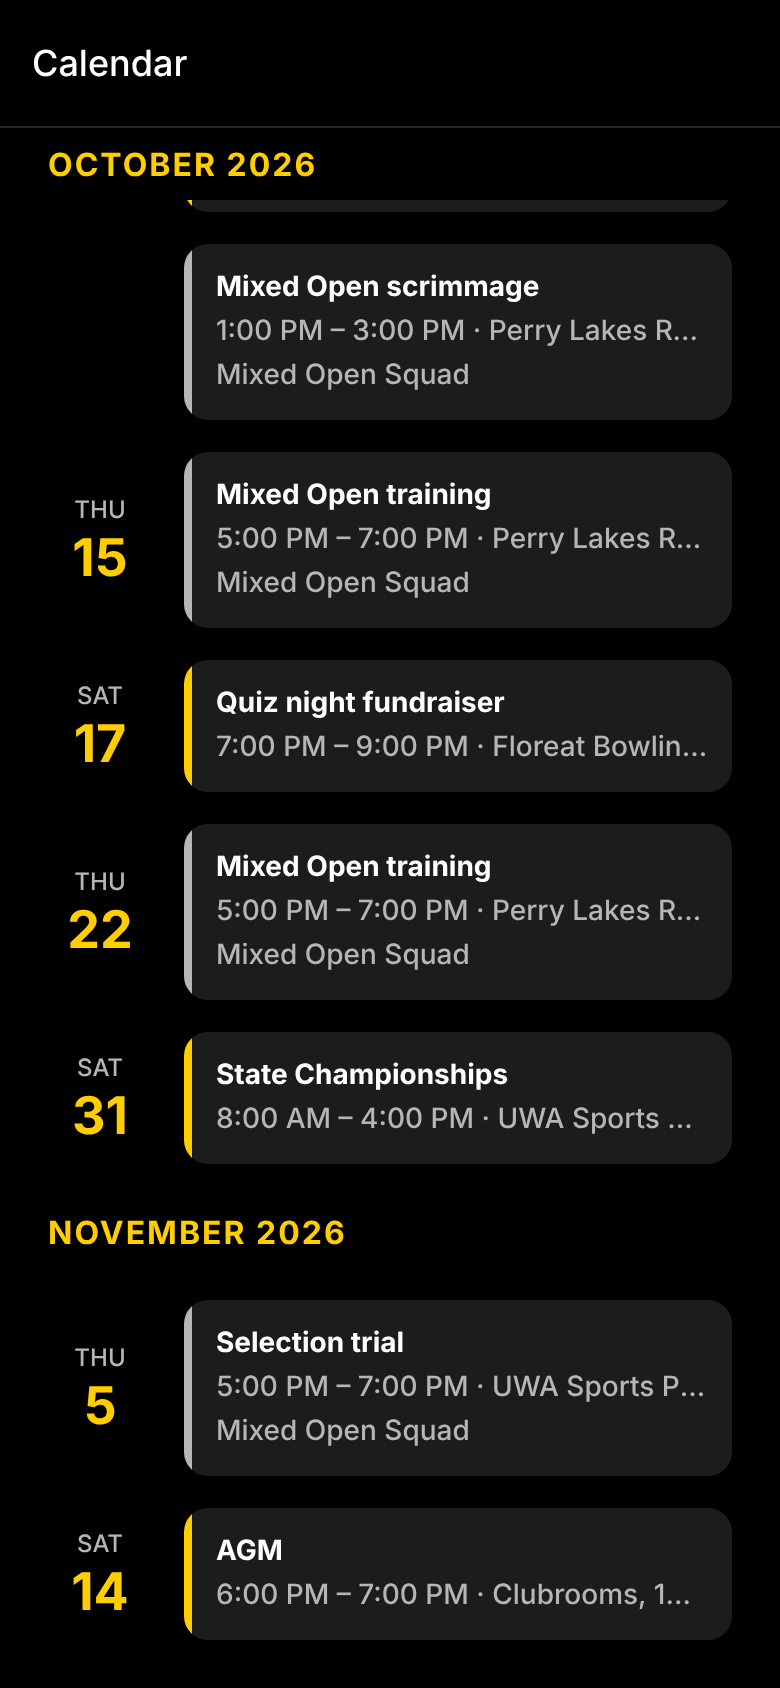 Calendar
OCTOBER 2026
Mixed Open scrimmage
1:00 PM – 3:00 PM · Perry Lakes R...
Mixed Open Squad
THU
15
Mixed Open training
5:00 PM – 7:00 PM · Perry Lakes R...
Mixed Open Squad
SAT
17
Quiz night fundraiser
7:00 PM – 9:00 PM · Floreat Bowlin...
THU
22
Mixed Open training
5:00 PM – 7:00 PM · Perry Lakes R...
Mixed Open Squad
SAT
31
State Championships
8:00 AM – 4:00 PM · UWA Sports ...
NOVEMBER 2026
THU
5
Selection trial
5:00 PM – 7:00 PM · UWA Sports P...
Mixed Open Squad
SAT
14
AGM
6:00 PM – 7:00 PM · Clubrooms, 1...